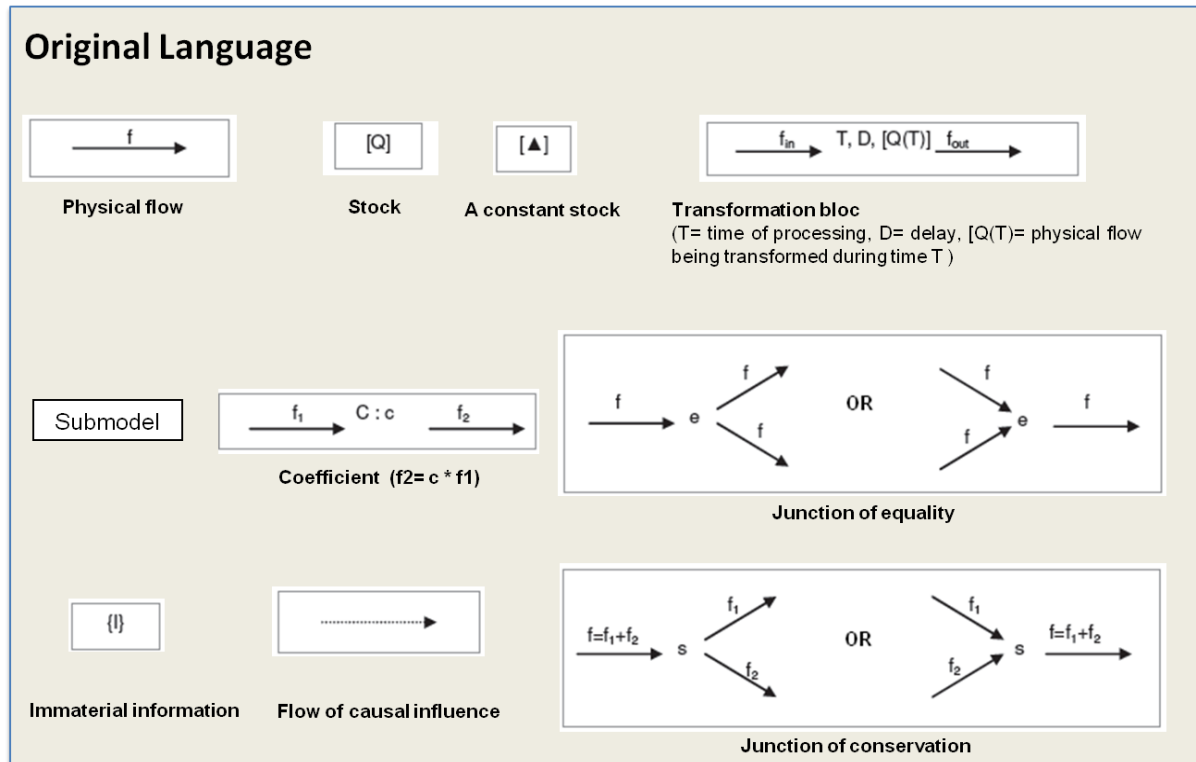 Original Language
f
[Q]
[▲]
f_in T, D, [Q(T)] f_out
Physical flow
Stock
A constant stock
Transformation bloc
(T= time of processing, D= delay, [Q(T)= physical flow
being transformed during time T )
Submodel
f₁ C : c f₂
Coefficient (f2= c * f1)
f e f f
OR
f f e f
Junction of equality
{I}
Immaterial information
Flow of causal influence
f=f₁+f₂ s f₁ f₂
OR
f₁ f₂ s f=f₁+f₂
Junction of conservation